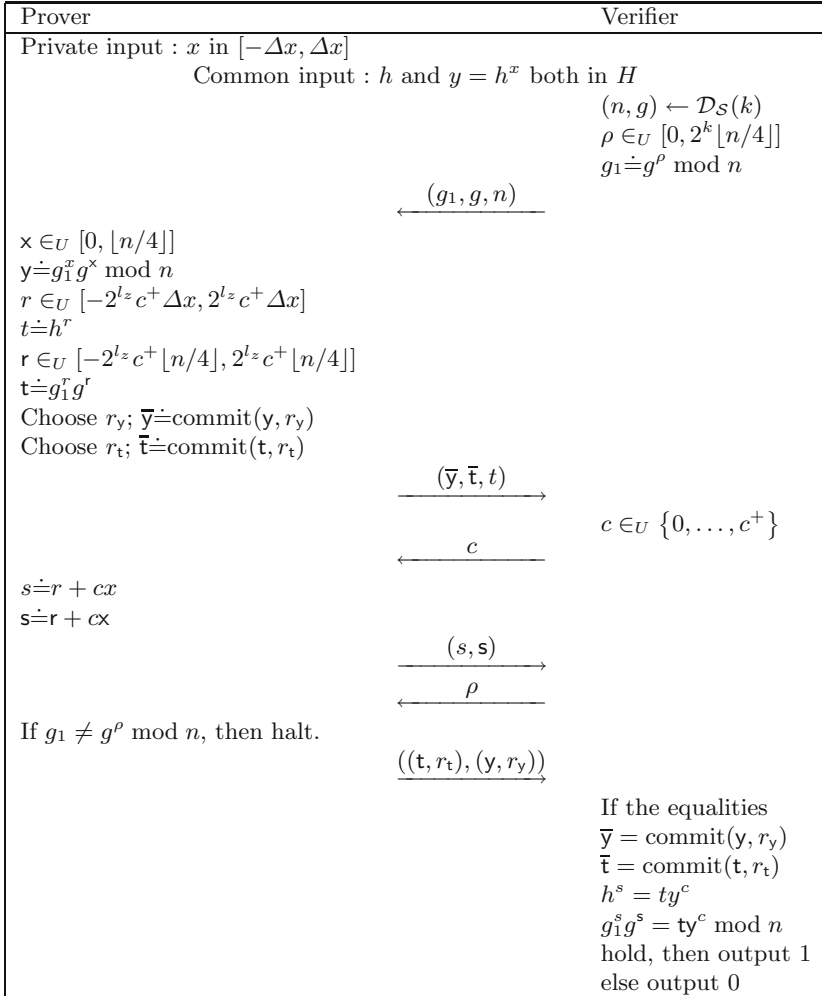 Prover Verifier
Private input : x in [−Δx, Δx]
Common input : h and y = h^x both in H
(n, g) ← D_S(k)
ρ ∈_U [0, 2^k⌊n/4⌋]
g_1 ≐ g^ρ mod n
(g_1, g, n)
x ∈_U [0, ⌊n/4⌋]
y ≐ g_1^x g^x mod n
r ∈_U [−2^{l_z} c^+ Δx, 2^{l_z} c^+ Δx]
t ≐ h^r
r ∈_U [−2^{l_z} c^+ ⌊n/4⌋, 2^{l_z} c^+ ⌊n/4⌋]
t ≐ g_1^r g^r
Choose r_y; y̅ ≐ commit(y, r_y)
Choose r_t; t̅ ≐ commit(t, r_t)
(y̅, t̅, t)
c ∈_U {0, . . . , c^+}
c
s ≐ r + cx
s ≐ r + cx
(s, s)
ρ
If g_1 ≠ g^ρ mod n, then halt.
((t, r_t), (y, r_y))
If the equalities
y̅ = commit(y, r_y)
t̅ = commit(t, r_t)
h^s = ty^c
g_1^s g^s = ty^c mod n
hold, then output 1
else output 0